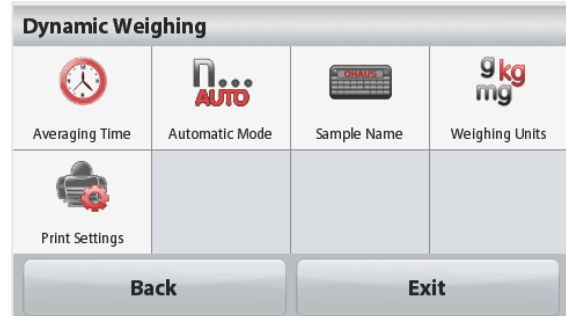 Dynamic Weighing
n...
AUTO
OHAUS
g kg
mg
Averaging Time Automatic Mode Sample Name Weighing Units
Print Settings
Back Exit